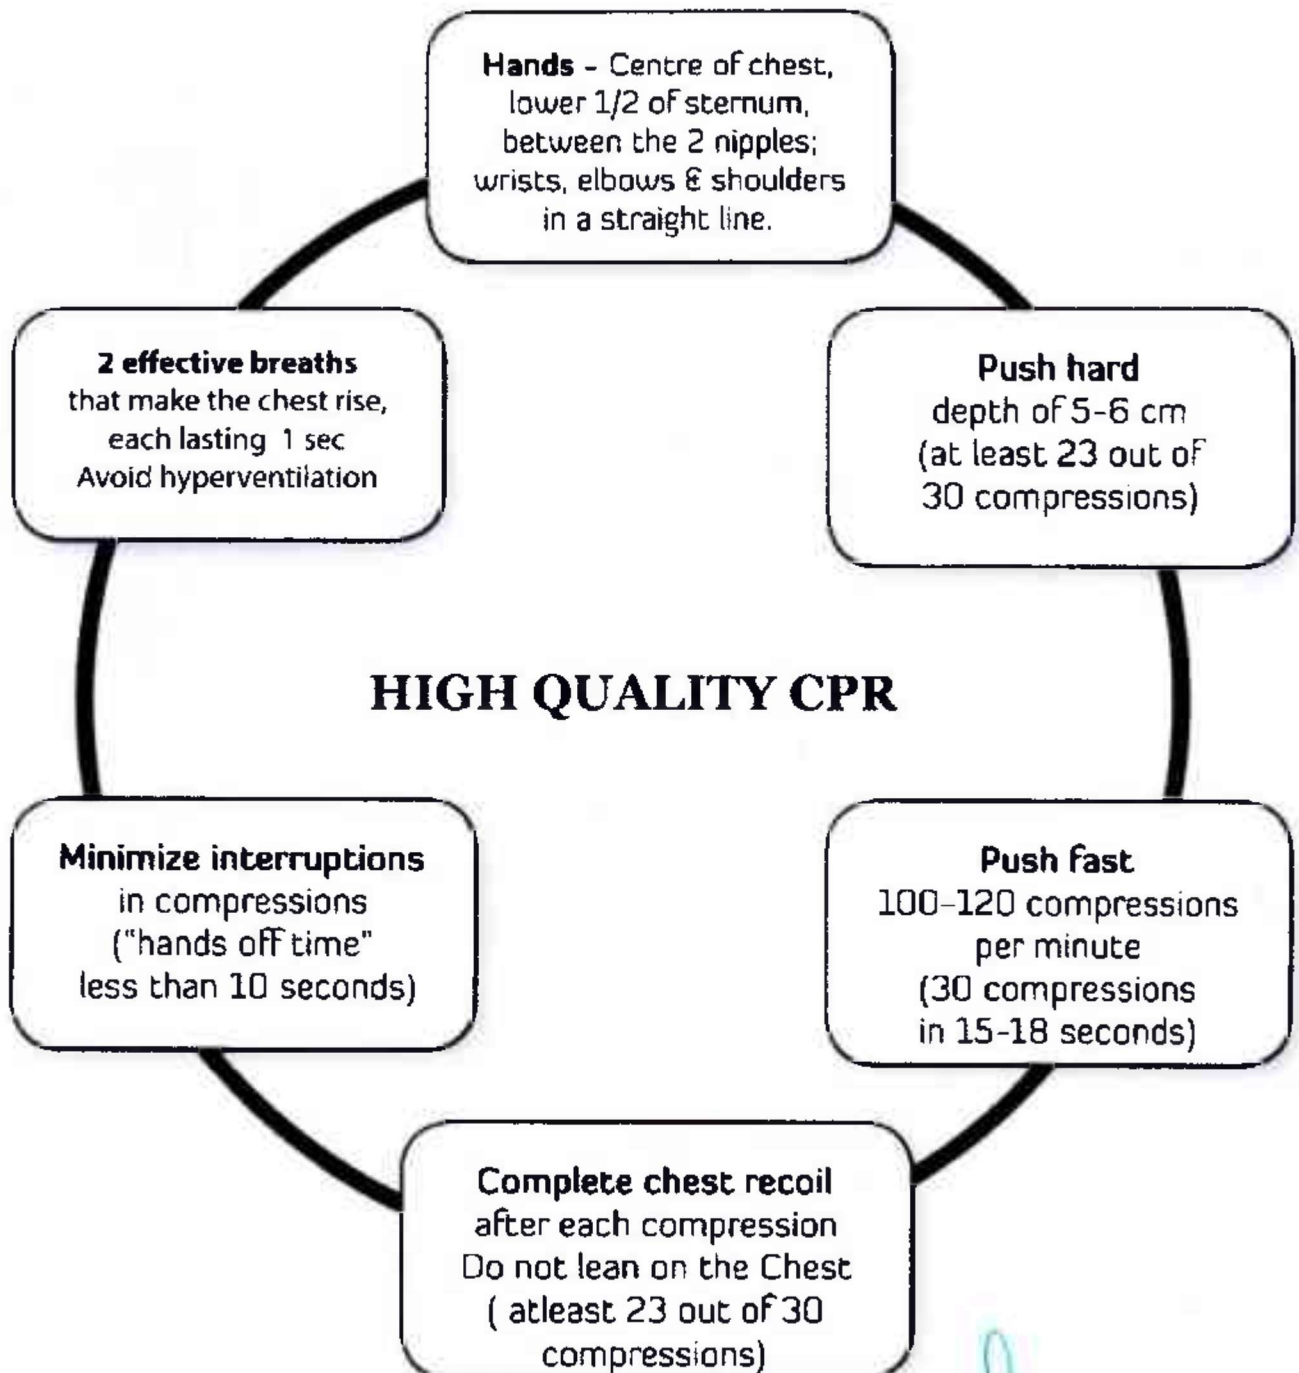 Hands - Centre of chest,
lower 1/2 of sternum,
between the 2 nipples;
wrists, elbows & shoulders
in a straight line.
Push hard
depth of 5-6 cm
(at least 23 out of
30 compressions)
Push fast
100-120 compressions
per minute
(30 compressions
in 15-18 seconds)
Complete chest recoil
after each compression
Do not lean on the Chest
( atleast 23 out of 30
compressions)
Minimize interruptions
in compressions
("hands off time"
less than 10 seconds)
2 effective breaths
that make the chest rise,
each lasting 1 sec
Avoid hyperventilation
HIGH QUALITY CPR